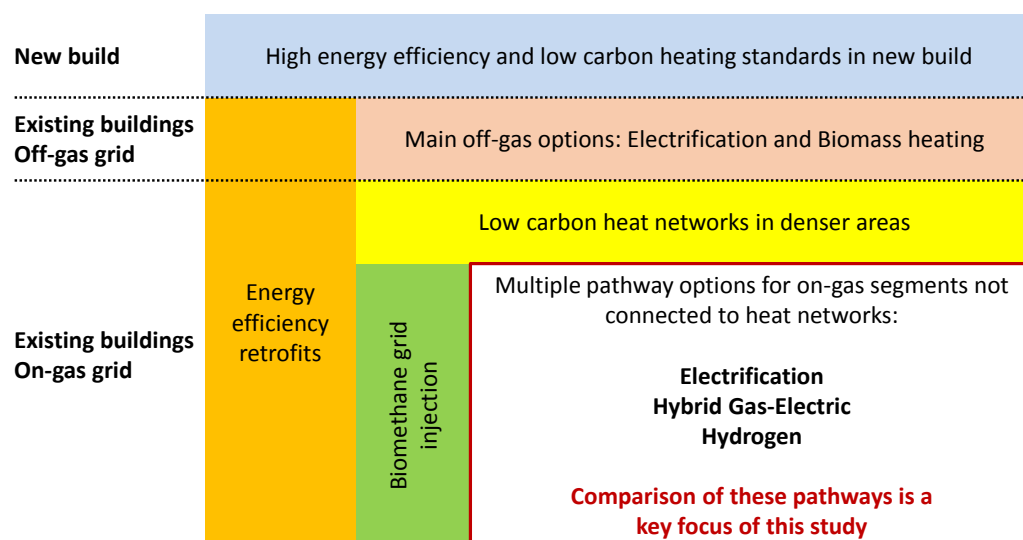 New build
High energy efficiency and low carbon heating standards in new build
Existing buildings
Off-gas grid
Main off-gas options: Electrification and Biomass heating
Low carbon heat networks in denser areas
Existing buildings
On-gas grid
Energy
efficiency
retrofits
Biomethane grid
injection
Multiple pathway options for on-gas segments not
connected to heat networks:
Electrification
Hybrid Gas-Electric
Hydrogen
Comparison of these pathways is a
key focus of this study